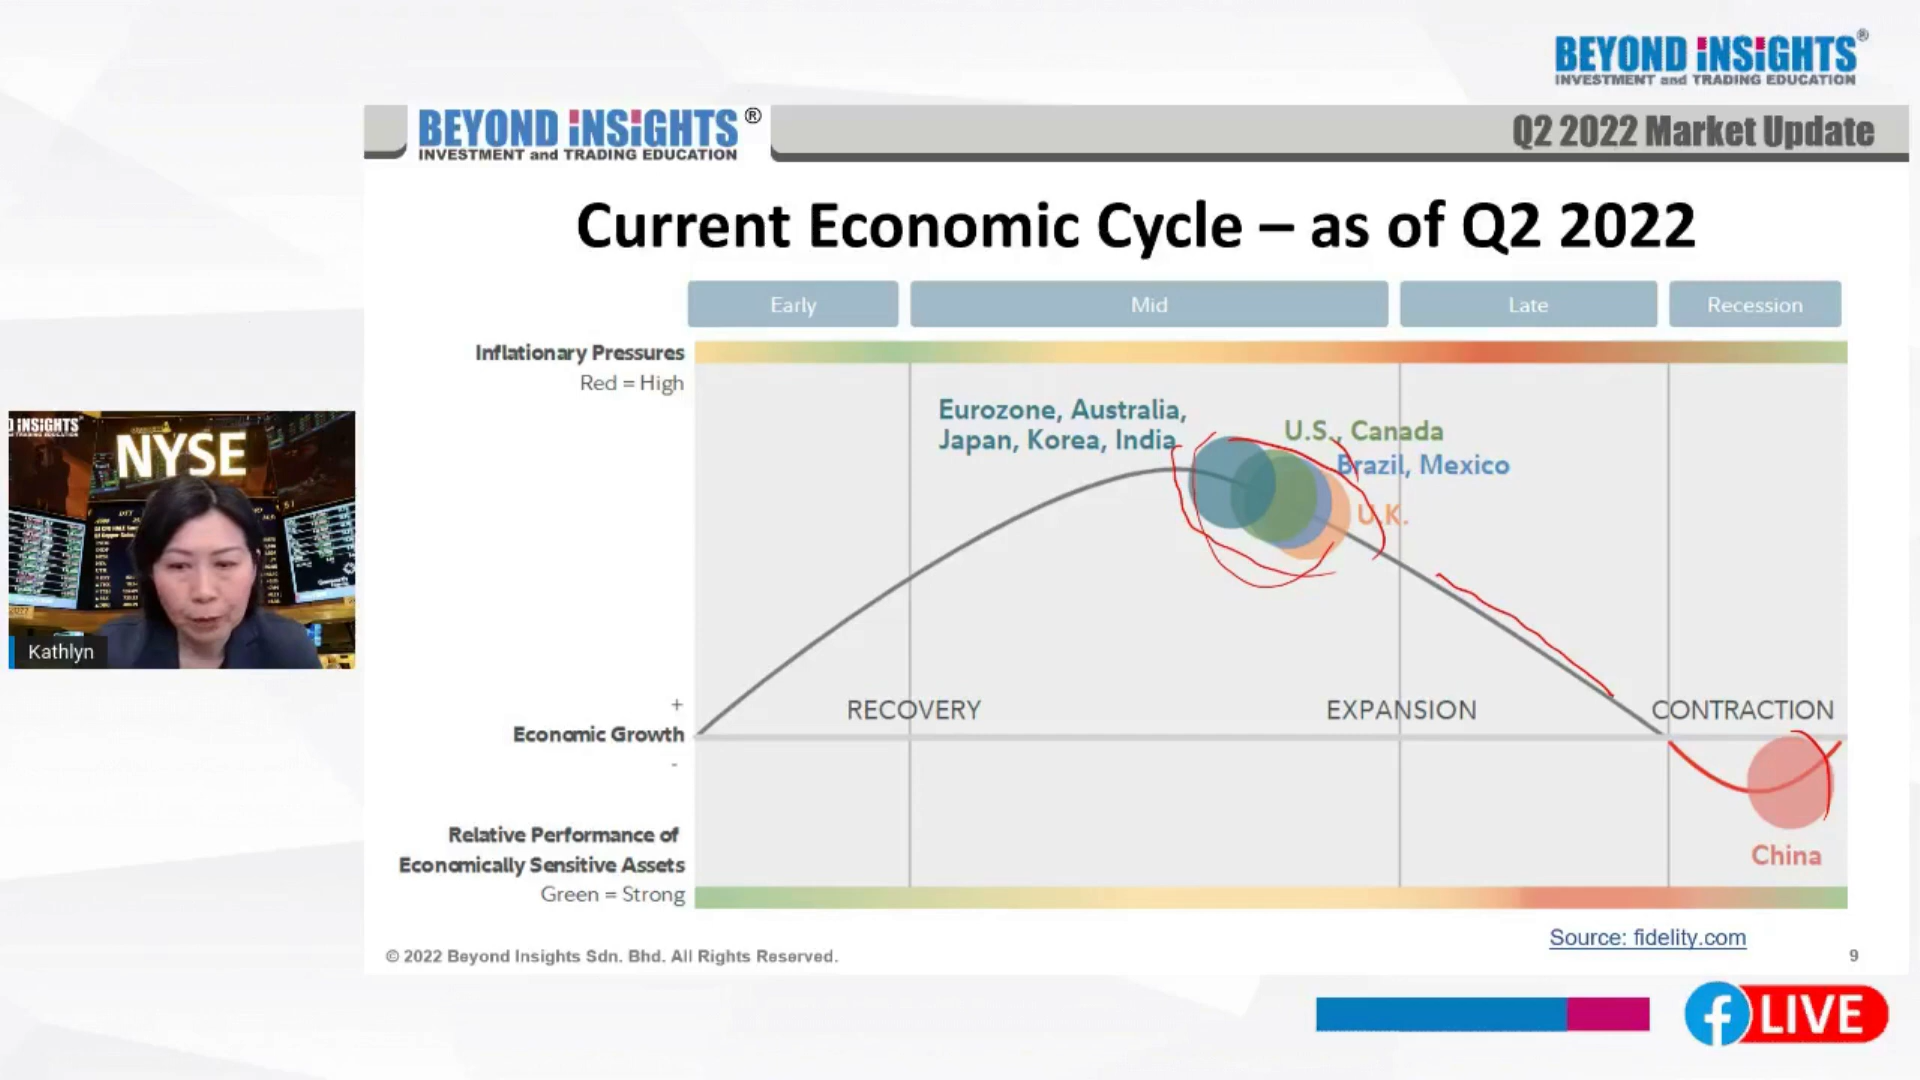 BEYOND INSIGHTS®
INVESTMENT and TRADING EDUCATION
BEYOND INSIGHTS®
INVESTMENT and TRADING EDUCATION
Q2 2022 Market Update
Current Economic Cycle – as of Q2 2022
Early
Mid
Late
Recession
Inflationary Pressures
Red = High
Eurozone, Australia,
Japan, Korea, India
U.S., Canada
Brazil, Mexico
U.K.
INSIGHTS
NYSE
Kathlyn
RECOVERY
EXPANSION
CONTRACTION
+
Economic Growth
-
Relative Performance of
Economically Sensitive Assets
Green = Strong
China
Source: fidelity.com
© 2022 Beyond Insights Sdn. Bhd. All Rights Reserved.
9
LIVE